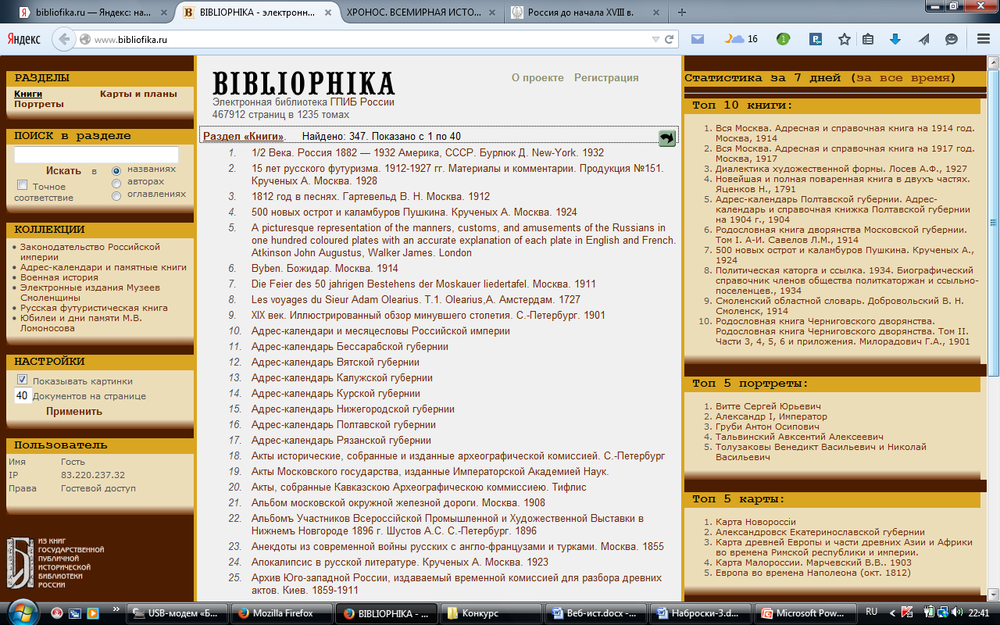 bibliofika.ru — Яндекс: на...
BIBLIOPHIKA - электронн...
ХРОНОС. ВСЕМИРНАЯ ИСТО...
Россия до начала XVIII в.
Яндекс
www.bibliofika.ru
16
1
РАЗДЕЛЫ
Книги
Карты и планы
Портреты
ПОИСК в разделе
Искать в
названиях
авторах
оглавлениях
Точное
соответствие
КОЛЛЕКЦИИ
Законодательство Российской
империи
Адрес-календари и памятные книги
Военная история
Электронные издания Музеев
Смоленщины
Русская футуристическая книга
Юбилеи и дни памяти М.В.
Ломоносова
НАСТРОЙКИ
Показывать картинки
40 Документов на странице
Применить
Пользователь
Имя Гость
IP 83.220.237.32
Права Гостевой доступ
ИЗ КНИГ
ГОСУДАРСТВЕННОЙ
ПУБЛИЧНОЙ
ИСТОРИЧЕСКОЙ
БИБЛИОТЕКИ
РОССИИ
BIBLIOPHIKA
О проекте Регистрация
Электронная библиотека ГПИБ России
467912 страниц в 1235 томах
Раздел «Книги». Найдено: 347. Показано с 1 по 40
1. 1/2 Века. Россия 1882 — 1932 Америка, СССР. Бурлюк Д. New-York. 1932
2. 15 лет русского футуризма. 1912-1927 гг. Материалы и комментарии. Продукция №151.
Крученых А. Москва. 1928
3. 1812 год в песнях. Гартевельд В. Н. Москва. 1912
4. 500 новых острот и каламбуров Пушкина. Крученых А. Москва. 1924
5. A picturesque representation of the manners, customs, and amusements of the Russians in
one hundred coloured plates with an accurate explanation of each plate in English and French.
Atkinson John Augustus, Walker James. London
6. Byben. Божидар. Москва. 1914
7. Die Feier des 50 jahrigen Bestehens der Moskauer liedertafel. Москва. 1911
8. Les voyages du Sieur Adam Olearius. Т.1. Olearius,A. Амстердам. 1727
9. XIX век. Иллюстрированный обзор минувшего столетия. С.-Петербург. 1901
10. Адрес-календари и месяцесловы Российской империи
11. Адрес-календарь Бессарабской губернии
12. Адрес-календарь Вятской губернии
13. Адрес-календарь Калужской губернии
14. Адрес-календарь Курской губернии
15. Адрес-календарь Нижегородской губернии
16. Адрес-календарь Полтавской губернии
17. Адрес-календарь Рязанской губернии
18. Акты исторические, собранные и изданные археографической комиссией. С.-Петербург
19. Акты Московского государства, изданные Императорской Академией Наук.
20. Акты, собранные Кавказскою Археографическою коммиссиею. Тифлис
21. Альбом московской окружной железной дороги. Москва. 1908
22. Альбомъ Участников Всероссійской Промышленной и Художественной Выставки в
Нижнемъ Новгороде 1896 г. Шустов А.С. С.-Петербург. 1896
23. Анекдоты из современной войны русских с англо-французами и турками. Москва. 1855
24. Апокалипсис в русской литературе. Крученых А. Москва. 1923
25. Архив Юго-западной России, издаваемый временной комиссией для разбора древних
актов. Киев. 1859-1911
Статистика за 7 дней (за все время)
Топ 10 книги:
1. Вся Москва. Адресная и справочная книга на 1914 год.
Москва, 1914
2. Вся Москва. Адресная и справочная книга на 1917 год.
Москва, 1917
3. Диалектика художественной формы. Лосев А.Ф., 1927
4. Новейшая и полная поваренная книга в двухъ частях.
Яценков Н., 1791
5. Адрес-календарь Полтавской губернии. Адрес-
календарь и справочная книжка Полтавской губернии
на 1904 г., 1904
6. Родословная книга дворянства Московской губернии.
Том I. А-И. Савелов Л.М., 1914
7. 500 новых острот и каламбуров Пушкина. Крученых А.,
1924
8. Политическая каторга и ссылка. 1934. Биографический
справочник членов общества политкаторжан и ссыльно-
поселенцев., 1934
9. Смоленский областной словарь. Добровольский В. Н.
Смоленск, 1914
10. Родословная книга Черниговского дворянства.
Родословная книга Черниговского дворянства. Том II.
Части 3, 4, 5, 6 и приложения. Милорадович Г.А., 1901
Топ 5 портреты:
1. Витте Сергей Юрьевич
2. Александр I, Император
3. Груби Антон Осипович
4. Тальвинский Авксентий Алексеевич
5. Толузаковы Венедикт Васильевич и Николай
Васильевич
Топ 5 карты:
1. Карта Новороссіи
2. Александровск Екатеринославской губернии
3. Карта древней Европы и части древних Азии и Африки
во времена Римской республики и империи.
4. Карта Малороссии. Марчевский В.В.. 1903
5. Европа во времена Наполеона (окт. 1812)
USB-модем «Б...
Mozilla Firefox
BIBLIOPHIKA - ...
Конкурс
Веб-ист.docx -...
Наброски-3.d...
Microsoft Pow...
RU
22:41